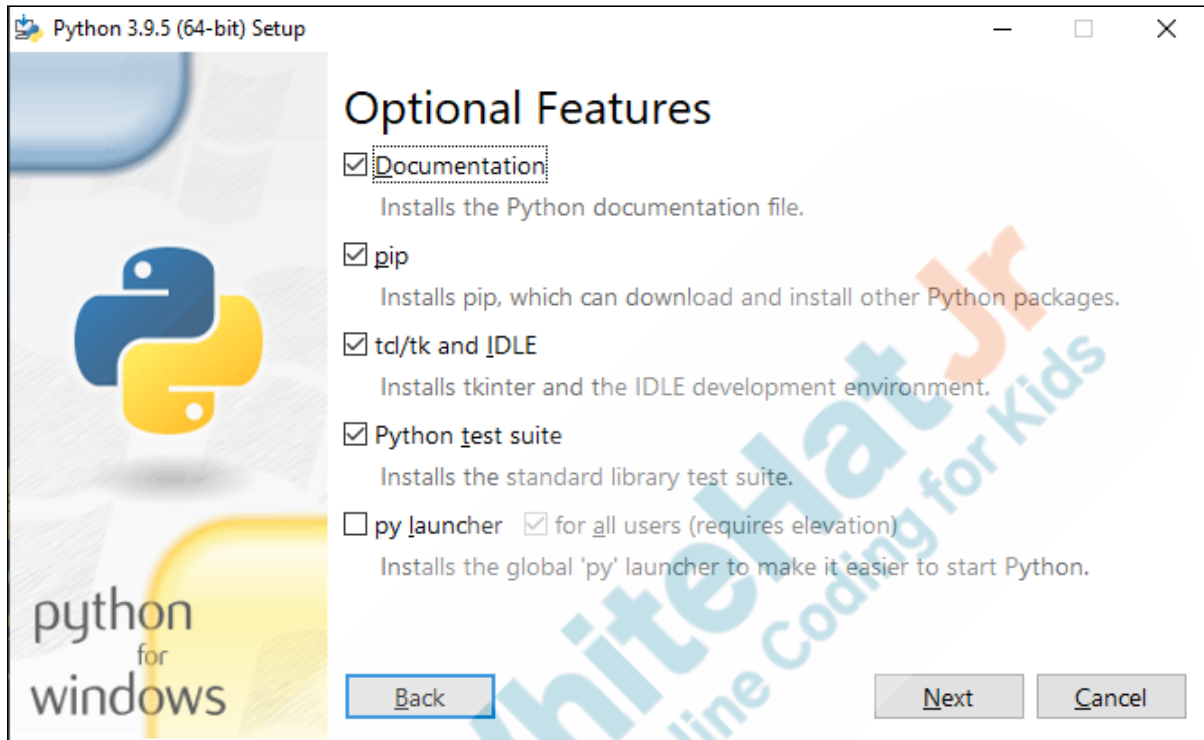 Python 3.9.5 (64-bit) Setup
Optional Features
Documentation
Installs the Python documentation file.
pip
Installs pip, which can download and install other Python packages.
tcl/tk and IDLE
Installs tkinter and the IDLE development environment.
Python test suite
Installs the standard library test suite.
py launcher for all users (requires elevation)
Installs the global 'py' launcher to make it easier to start Python.
python
for
windows
Back Next Cancel
WhiteHat Jr
Coding for Kids